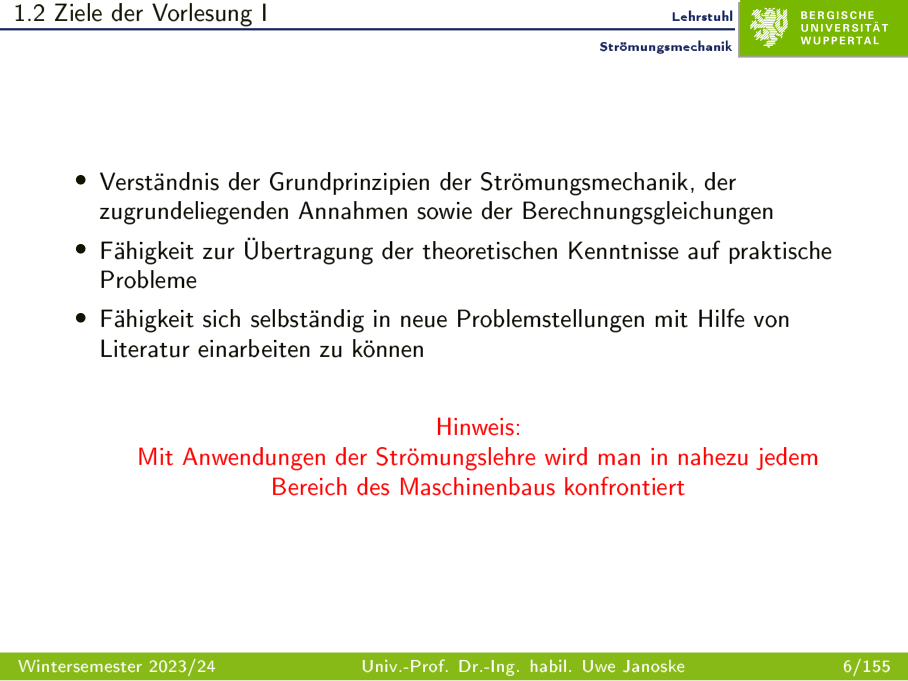 1.2 Ziele der Vorlesung I
Lehrstuhl
Strömungsmechanik
BERGISCHE
UNIVERSITÄT
WUPPERTAL
• Verständnis der Grundprinzipien der Strömungsmechanik, der
zugrundeliegenden Annahmen sowie der Berechnungsgleichungen
• Fähigkeit zur Übertragung der theoretischen Kenntnisse auf praktische
Probleme
• Fähigkeit sich selbständig in neue Problemstellungen mit Hilfe von
Literatur einarbeiten zu können
Hinweis:
Mit Anwendungen der Strömungslehre wird man in nahezu jedem
Bereich des Maschinenbaus konfrontiert
Wintersemester 2023/24
Univ.-Prof. Dr.-Ing. habil. Uwe Janoske
6/155